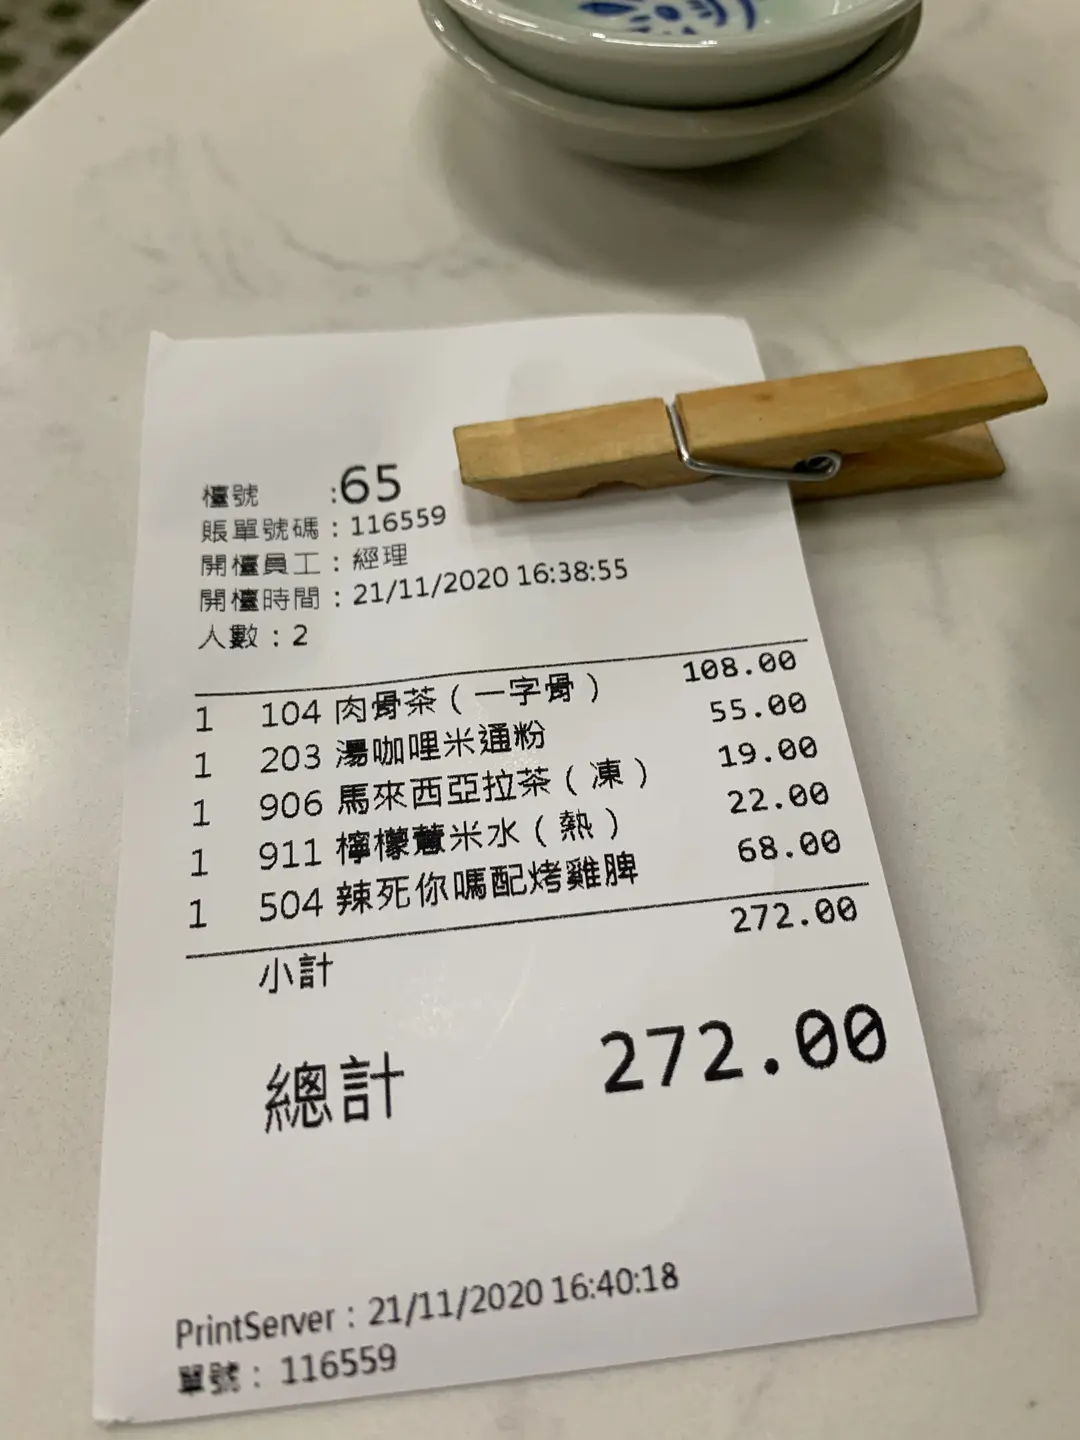 檯號 :65
賬單號碼：116559
開檯員工：經理
開檯時間：21/11/2020 16:38:55
人數：2
1 104 肉骨茶（一字骨） 108.00
1 203 湯咖哩米通粉 55.00
1 906 馬來西亞拉茶（凍） 19.00
1 911 檸檬薏米水（熱） 22.00
1 504 辣死你嗎配烤雞脾 68.00
小計 272.00
總計 272.00
PrintServer：21/11/2020 16:40:18
單號：116559